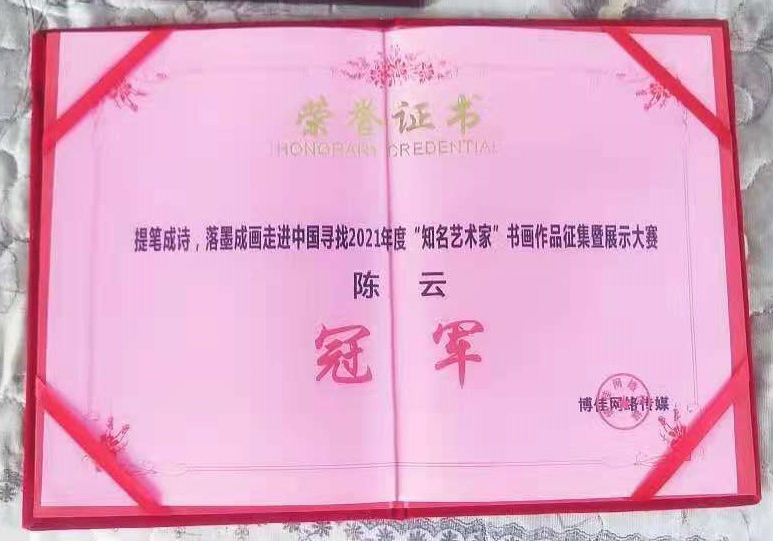 荣誉证书
HONORARY CREDENTIAL
提笔成诗，落墨成画走进中国寻找2021年度“知名艺术家”书画作品征集暨展示大赛
陈云
冠军
博佳网络传媒